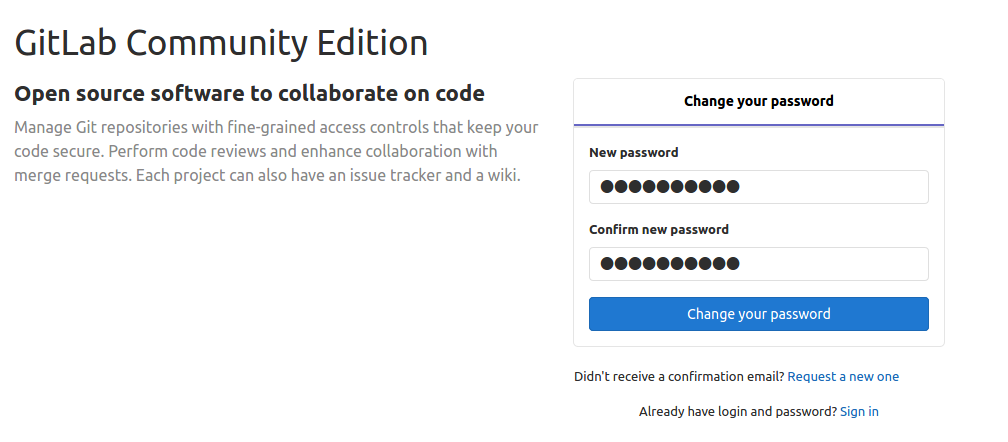 GitLab Community Edition
Open source software to collaborate on code
Manage Git repositories with fine-grained access controls that keep your
code secure. Perform code reviews and enhance collaboration with
merge requests. Each project can also have an issue tracker and a wiki.
Change your password
New password
●●●●●●●●●●
Confirm new password
●●●●●●●●●●
Change your password
Didn't receive a confirmation email? Request a new one
Already have login and password? Sign in